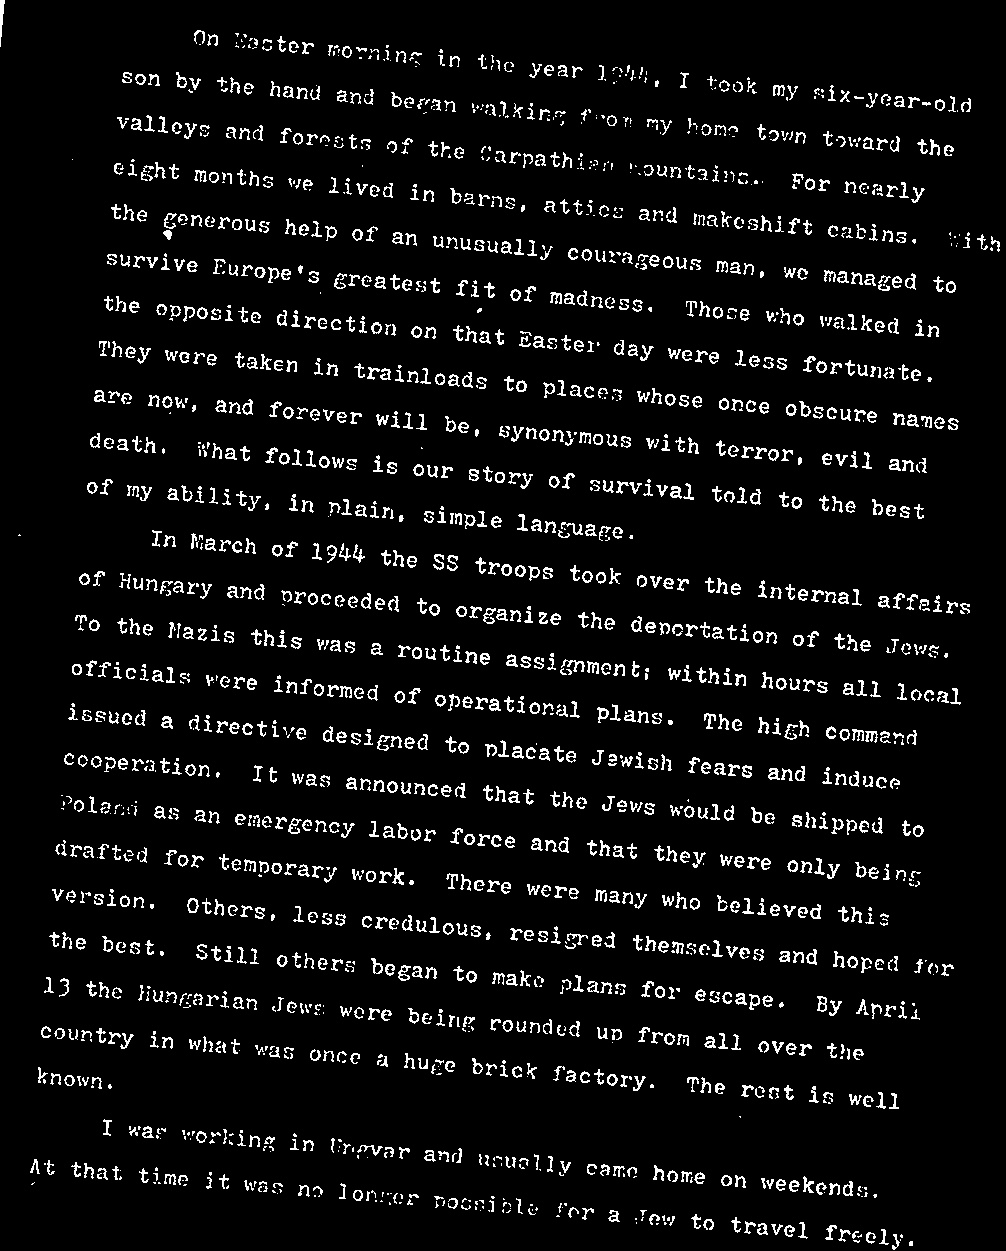 On Easter morning in the year 1944, I took my six-year-old
son by the hand and began walking from my home town toward the
valleys and forests of the Carpathian mountains. For nearly
eight months we lived in barns, attics and makeshift cabins. With
the generous help of an unusually courageous man, we managed to
survive Europe's greatest fit of madness. Those who walked in
the opposite direction on that Easter day were less fortunate.
They were taken in trainloads to places whose once obscure names
are now, and forever will be, synonymous with terror, evil and
death. What follows is our story of survival told to the best
of my ability, in plain, simple language.
In March of 1944 the SS troops took over the internal affairs
of Hungary and proceeded to organize the deportation of the Jews.
To the Nazis this was a routine assignment; within hours all local
officials were informed of operational plans. The high command
issued a directive designed to placate Jewish fears and induce
cooperation. It was announced that the Jews would be shipped to
Poland as an emergency labor force and that they were only being
drafted for temporary work. There were many who believed this
version. Others, less credulous, resigned themselves and hoped for
the best. Still others began to make plans for escape. By April
13 the Hungarian Jews were being rounded up from all over the
country in what was once a huge brick factory. The rest is well
known.
I was working in Ungvar and usually came home on weekends.
At that time it was no longer possible for a Jew to travel freely.